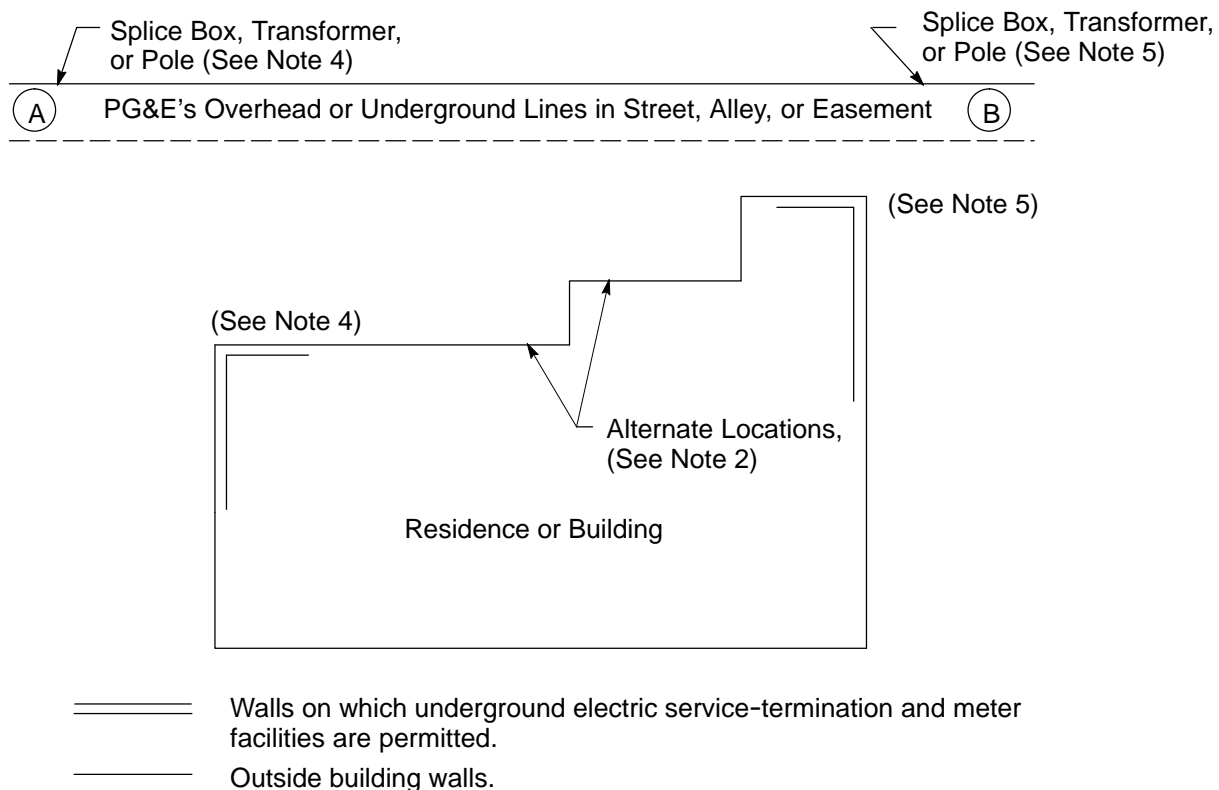 Splice Box, Transformer,
or Pole (See Note 4)
Splice Box, Transformer,
or Pole (See Note 5)
A
PG&E's Overhead or Underground Lines in Street, Alley, or Easement
B
(See Note 5)
(See Note 4)
Alternate Locations,
(See Note 2)
Residence or Building
Walls on which underground electric service-termination and meter
facilities are permitted.
Outside building walls.